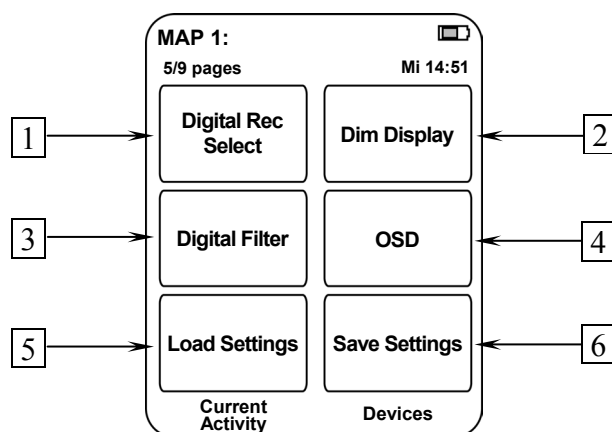 MAP 1:
5/9 pages Mi 14:51
1
Digital Rec
Select
Dim Display
2
3
Digital Filter
OSD
4
5
Load Settings
Save Settings
6
Current
Activity
Devices